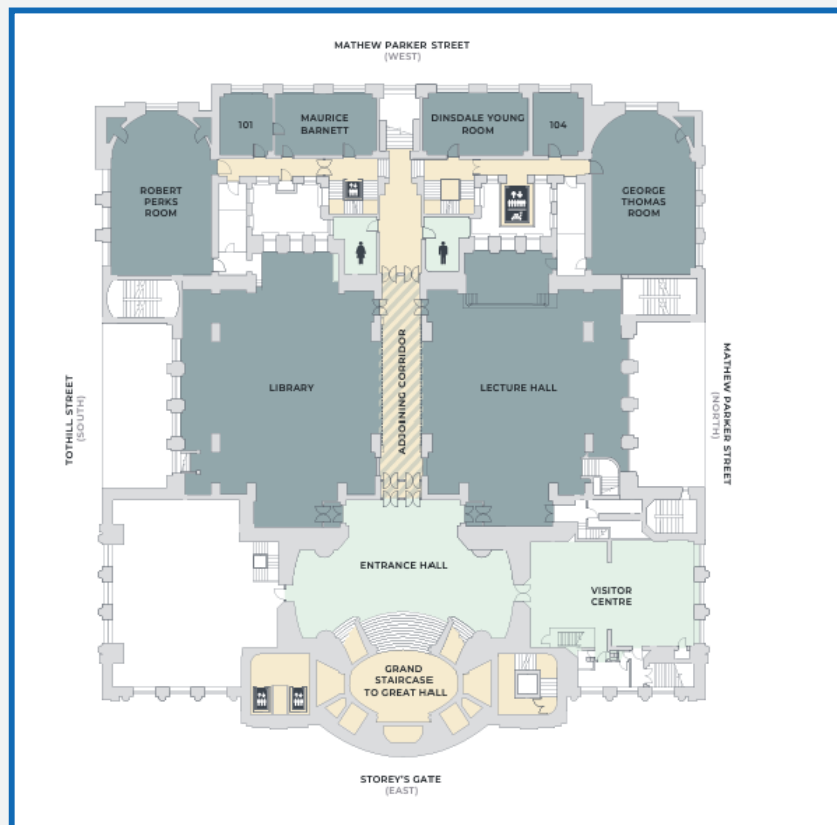 MATHEW PARKER STREET
(WEST)
101
MAURICE
BARNETT
DINSDALE YOUNG
ROOM
104
ROBERT
PERKS
ROOM
GEORGE
THOMAS
ROOM
LIBRARY
ADJOINING CORRIDOR
LECTURE HALL
TOTHILL STREET
(SOUTH)
MATHEW PARKER STREET
(NORTH)
ENTRANCE HALL
VISITOR
CENTRE
GRAND
STAIRCASE
TO GREAT HALL
STOREY'S GATE
(EAST)